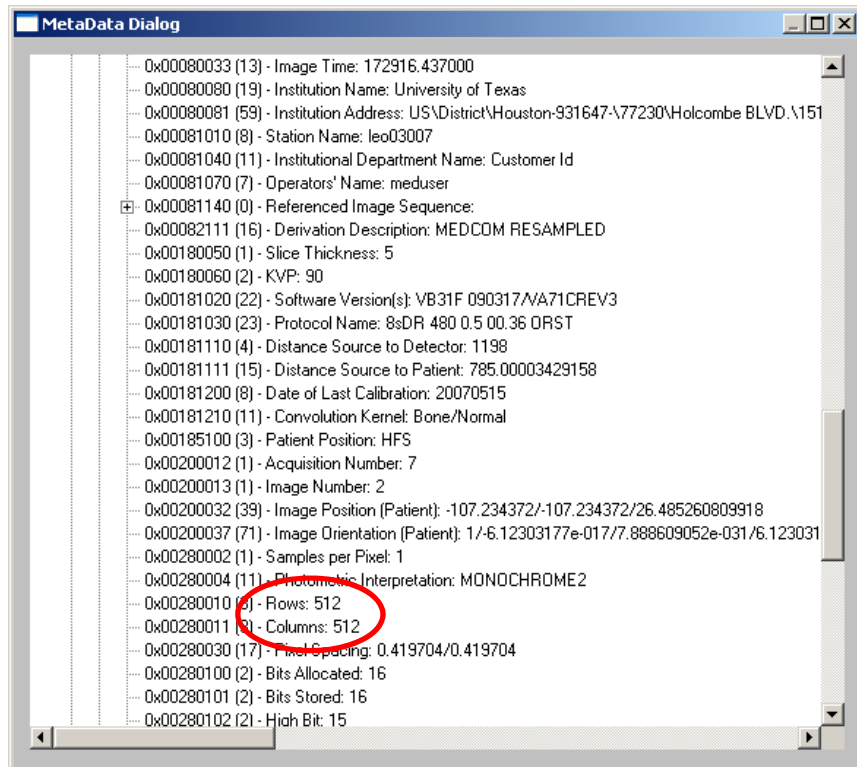 MetaData Dialog
0x00080033 (13) - Image Time: 172916.437000
0x00080080 (19) - Institution Name: University of Texas
0x00080081 (59) - Institution Address: US\District\Houston-931647-\77230\Holcombe BLVD.\151
0x00081010 (8) - Station Name: leo03007
0x00081040 (11) - Institutional Department Name: Customer Id
0x00081070 (7) - Operators' Name: meduser
0x00081140 (0) - Referenced Image Sequence:
0x00082111 (16) - Derivation Description: MEDCOM RESAMPLED
0x00180050 (1) - Slice Thickness: 5
0x00180060 (2) - KVP: 90
0x00181020 (22) - Software Version(s): VB31F 090317/VA71CREV3
0x00181030 (23) - Protocol Name: 8sDR 480 0.5 00.36 ORST
0x00181110 (4) - Distance Source to Detector: 1198
0x00181111 (15) - Distance Source to Patient: 785.00003429158
0x00181200 (8) - Date of Last Calibration: 20070515
0x00181210 (11) - Convolution Kernel: Bone/Normal
0x00185100 (3) - Patient Position: HFS
0x00200012 (1) - Acquisition Number: 7
0x00200013 (1) - Image Number: 2
0x00200032 (39) - Image Position (Patient): -107.234372/-107.234372/26.485260809918
0x00200037 (71) - Image Orientation (Patient): 1/-6.12303177e-017/7.888609052e-031/6.123031
0x00280002 (1) - Samples per Pixel: 1
0x00280004 (11) - Photometric Interpretation: MONOCHROME2
0x00280010 (3) - Rows: 512
0x00280011 (3) - Columns: 512
0x00280030 (17) - Pixel Spacing: 0.419704/0.419704
0x00280100 (2) - Bits Allocated: 16
0x00280101 (2) - Bits Stored: 16
0x00280102 (2) - High Bit: 15